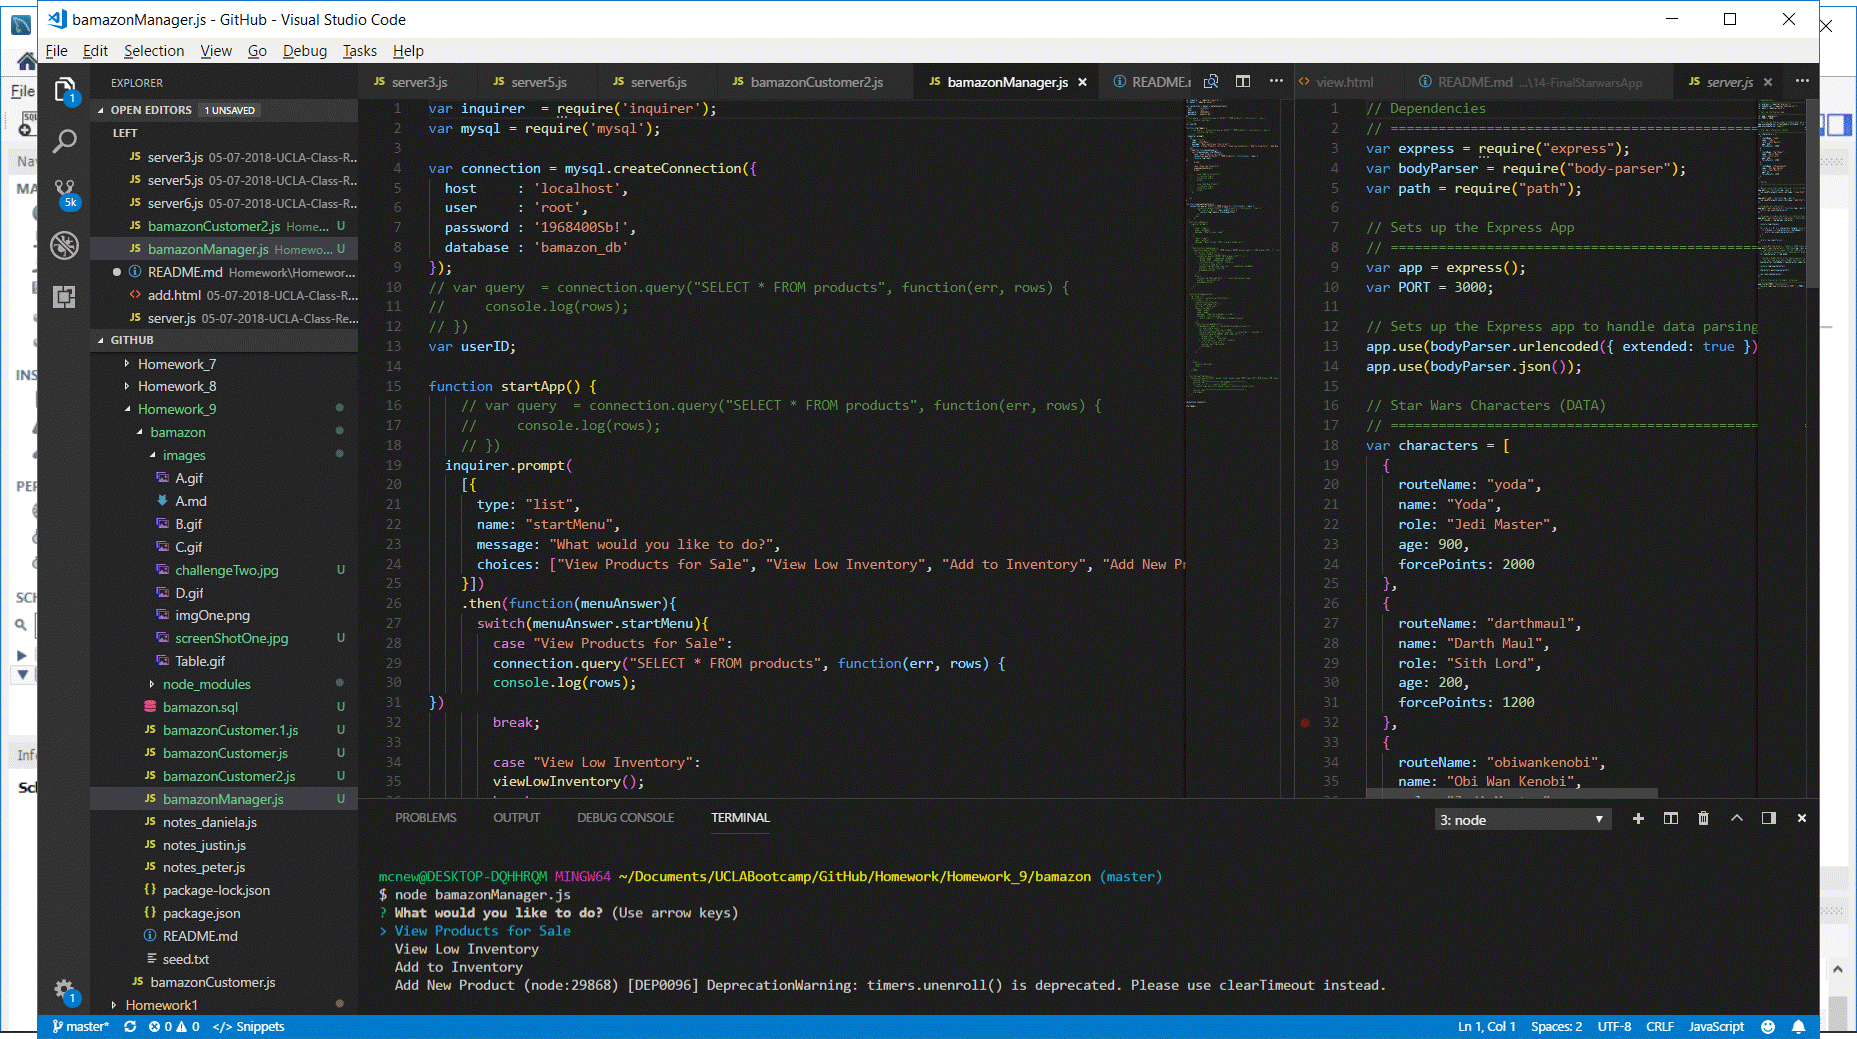 bamazonManager.js - GitHub - Visual Studio Code
File Edit Selection View Go Debug Tasks Help
EXPLORER
OPEN EDITORS 1 UNSAVED
LEFT
JS server3.js 05-07-2018-UCLA-Class-R...
JS server5.js 05-07-2018-UCLA-Class-R...
JS server6.js 05-07-2018-UCLA-Class-R...
JS bamazonCustomer2.js Home... U
JS bamazonManager.js Homewo... U
README.md Homework\Homewor...
<> add.html 05-07-2018-UCLA-Class-R...
JS server.js 05-07-2018-UCLA-Class-Re...
GITHUB
Homework_7
Homework_8
Homework_9
bamazon
images
A.gif
A.md
B.gif
C.gif
challengeTwo.jpg U
D.gif
imgOne.png
screenShotOne.jpg U
Table.gif
node_modules
bamazon.sql U
JS bamazonCustomer.1.js U
JS bamazonCustomer.js U
JS bamazonCustomer2.js U
JS bamazonManager.js U
JS notes_daniela.js
JS notes_justin.js
JS notes_peter.js
{} package-lock.json
{} package.json
README.md
seed.txt
JS bamazonCustomer.js
Homework1
1
5k
1
JS server3.js JS server5.js JS server6.js JS bamazonCustomer2.js JS bamazonManager.js × README.
1 var inquirer  = require('inquirer');
2 var mysql = require('mysql');
3
4 var connection = mysql.createConnection({
5   host     : 'localhost',
6   user     : 'root',
7   password : '1968400Sb!',
8   database : 'bamazon_db'
9 });
10 // var query  = connection.query("SELECT * FROM products", function(err, rows) {
11 //     console.log(rows);
12 // })
13 var userID;
14
15 function startApp() {
16     // var query  = connection.query("SELECT * FROM products", function(err, rows) {
17     //     console.log(rows);
18     // })
19   inquirer.prompt(
20     [{
21       type: "list",
22       name: "startMenu",
23       message: "What would you like to do?",
24       choices: ["View Products for Sale", "View Low Inventory", "Add to Inventory", "Add New Pr
25     }])
26     .then(function(menuAnswer){
27       switch(menuAnswer.startMenu){
28         case "View Products for Sale":
29         connection.query("SELECT * FROM products", function(err, rows) {
30         console.log(rows);
31 })
32         break;
33
34         case "View Low Inventory":
35         viewLowInventory();
<> view.html README.md ...\14-FinalStarwarsApp JS server.js ×
1 // Dependencies
2 // =============================================
3 var express = require("express");
4 var bodyParser = require("body-parser");
5 var path = require("path");
6
7 // Sets up the Express App
8 // =============================================
9 var app = express();
10 var PORT = 3000;
11
12 // Sets up the Express app to handle data parsing
13 app.use(bodyParser.urlencoded({ extended: true })
14 app.use(bodyParser.json());
15
16 // Star Wars Characters (DATA)
17 // =============================================
18 var characters = [
19   {
20     routeName: "yoda",
21     name: "Yoda",
22     role: "Jedi Master",
23     age: 900,
24     forcePoints: 2000
25   },
26   {
27     routeName: "darthmaul",
28     name: "Darth Maul",
29     role: "Sith Lord",
30     age: 200,
31     forcePoints: 1200
32   },
33   {
34     routeName: "obiwankenobi",
35     name: "Obi Wan Kenobi",
PROBLEMS OUTPUT DEBUG CONSOLE TERMINAL 3: node
mcnew@DESKTOP-DQHHRQM MINGW64 ~/Documents/UCLABootcamp/GitHub/Homework/Homework_9/bamazon (master)
$ node bamazonManager.js
? What would you like to do? (Use arrow keys)
> View Products for Sale
View Low Inventory
Add to Inventory
Add New Product (node:29868) [DEP0096] DeprecationWarning: timers.unenroll() is deprecated. Please use clearTimeout instead.
master* 0 0 </> Snippets Ln 1, Col 1 Spaces: 2 UTF-8 CRLF JavaScript
File
SQL
Nav
MA
INS
PER
SCH
Info
Sch